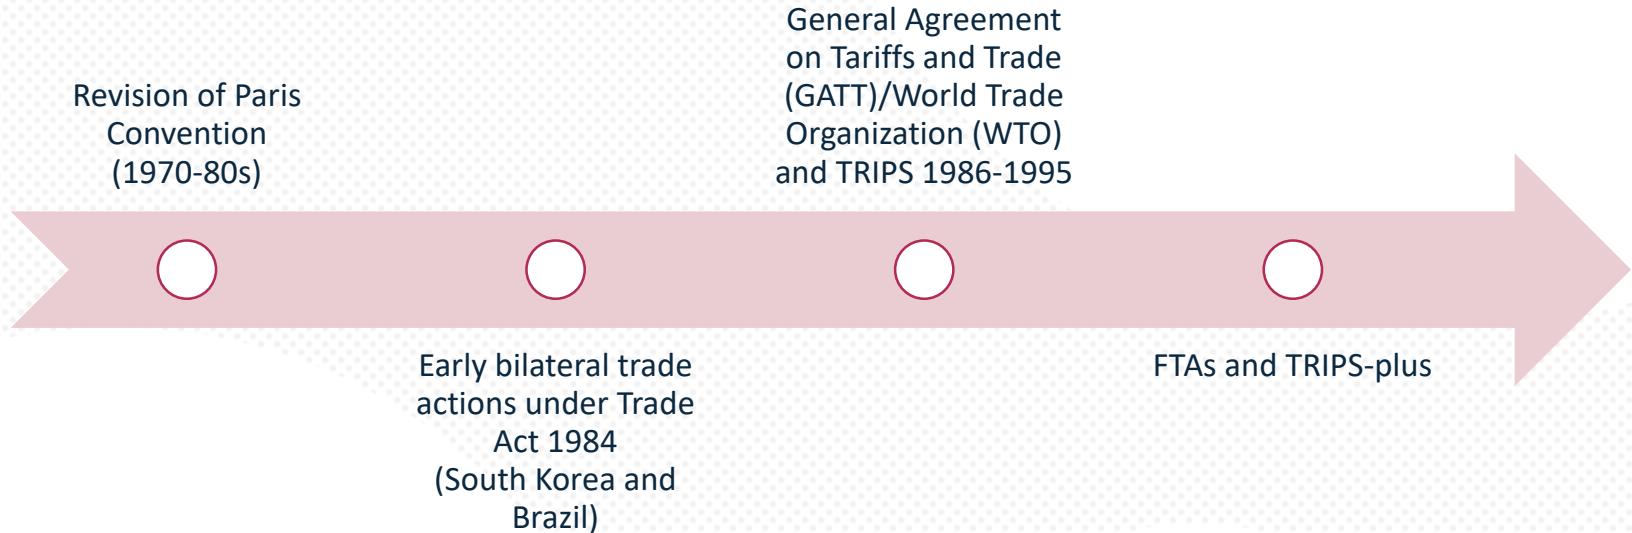 Revision of Paris
Convention
(1970-80s)
Early bilateral trade
actions under Trade
Act 1984
(South Korea and
Brazil)
General Agreement
on Tariffs and Trade
(GATT)/World Trade
Organization (WTO)
and TRIPS 1986-1995
FTAs and TRIPS-plus